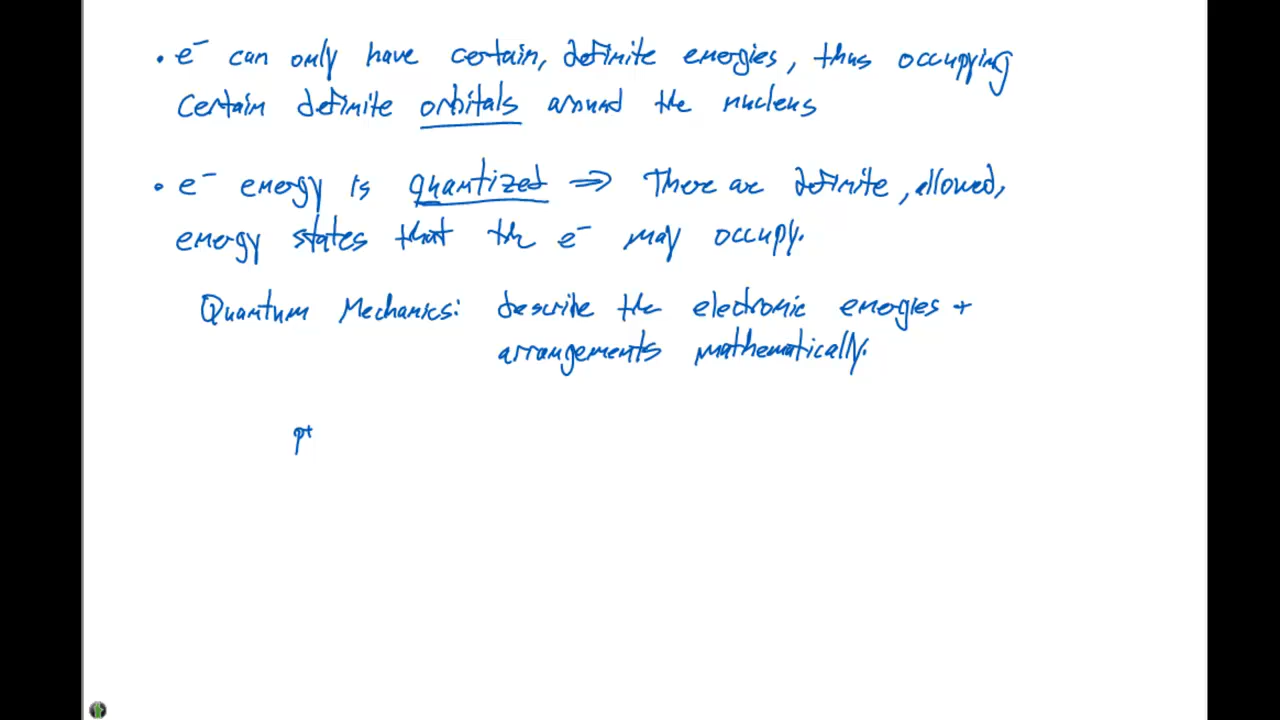 • e⁻ can only have certain, definite energies, thus occupying
certain definite orbitals around the nucleus
• e⁻ energy is quantized ⇒ There are definite, allowed,
energy states that the e⁻ may occupy.
Quantum Mechanics: describe the electronic energies +
arrangements mathematically.